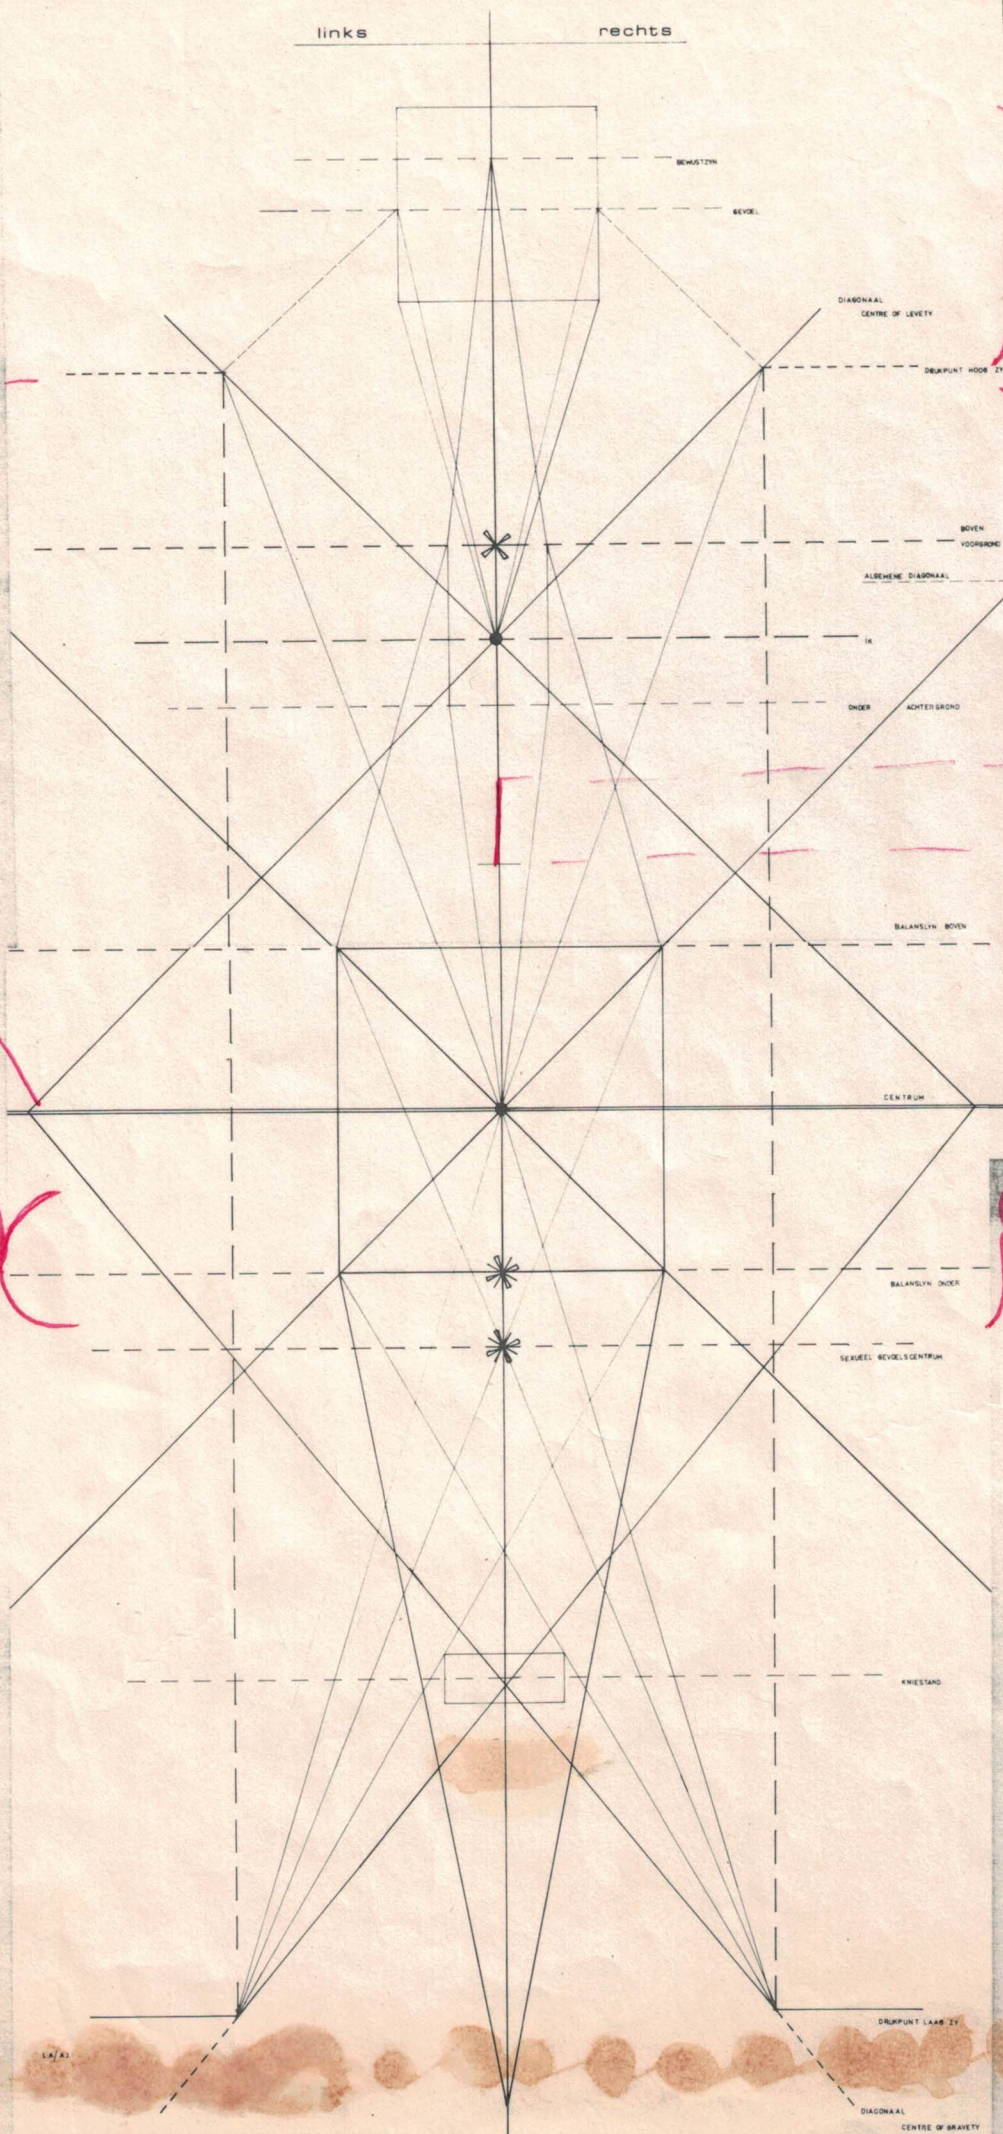 links rechts
BEWUSTZYN
GEVOEL
DIAGONAAL
CENTRE OF LEVETY
DRUKPUNT HOOG ZY
BOVEN
VOORGROND
ALGEMENE DIAGONAAL
IK
ONDER ACHTERGROND
BALANSLYN BOVEN
CENTRUM
BALANSLYN ONDER
SEXUEEL GEVOELSCENTRUM
KNIESTAND
DRUKPUNT LAAG ZY
DIAGONAAL
CENTRE OF GRAVETY